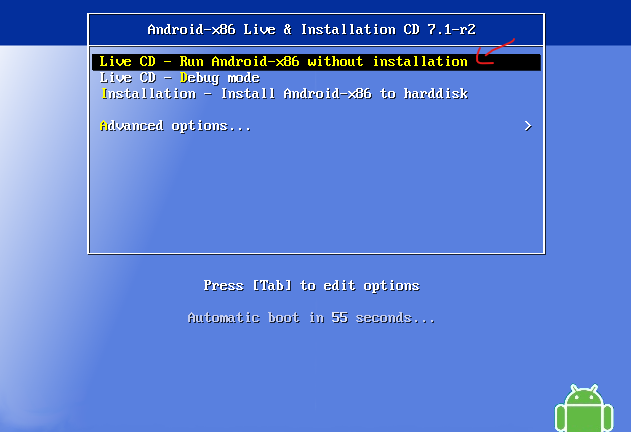 Android-x86 Live & Installation CD 7.1-r2
Live CD - Run Android-x86 without installation
Live CD - Debug mode
Installation - Install Android-x86 to harddisk
Advanced options... >
Press [Tab] to edit options
Automatic boot in 55 seconds...